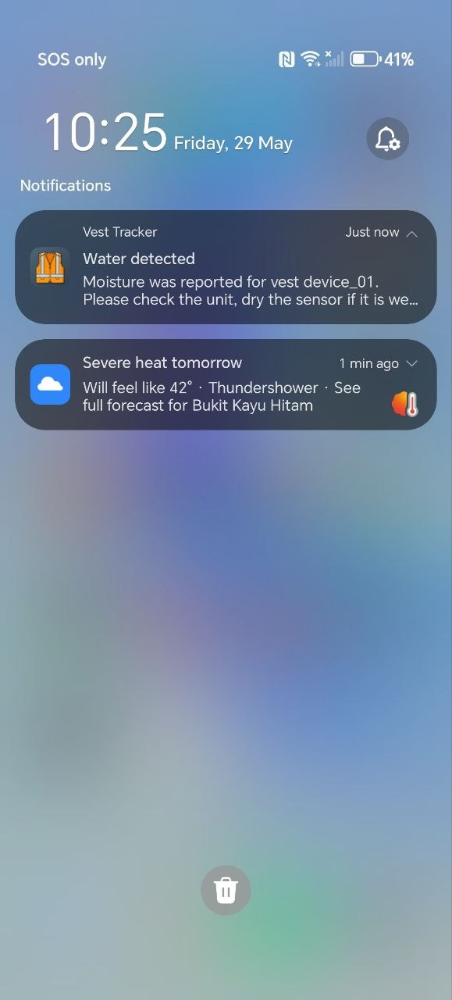 SOS only
41%
10:25 Friday, 29 May
Notifications
Vest Tracker
Just now
Water detected
Moisture was reported for vest device_01.
Please check the unit, dry the sensor if it is we...
Severe heat tomorrow
1 min ago
Will feel like 42° · Thundershower · See
full forecast for Bukit Kayu Hitam